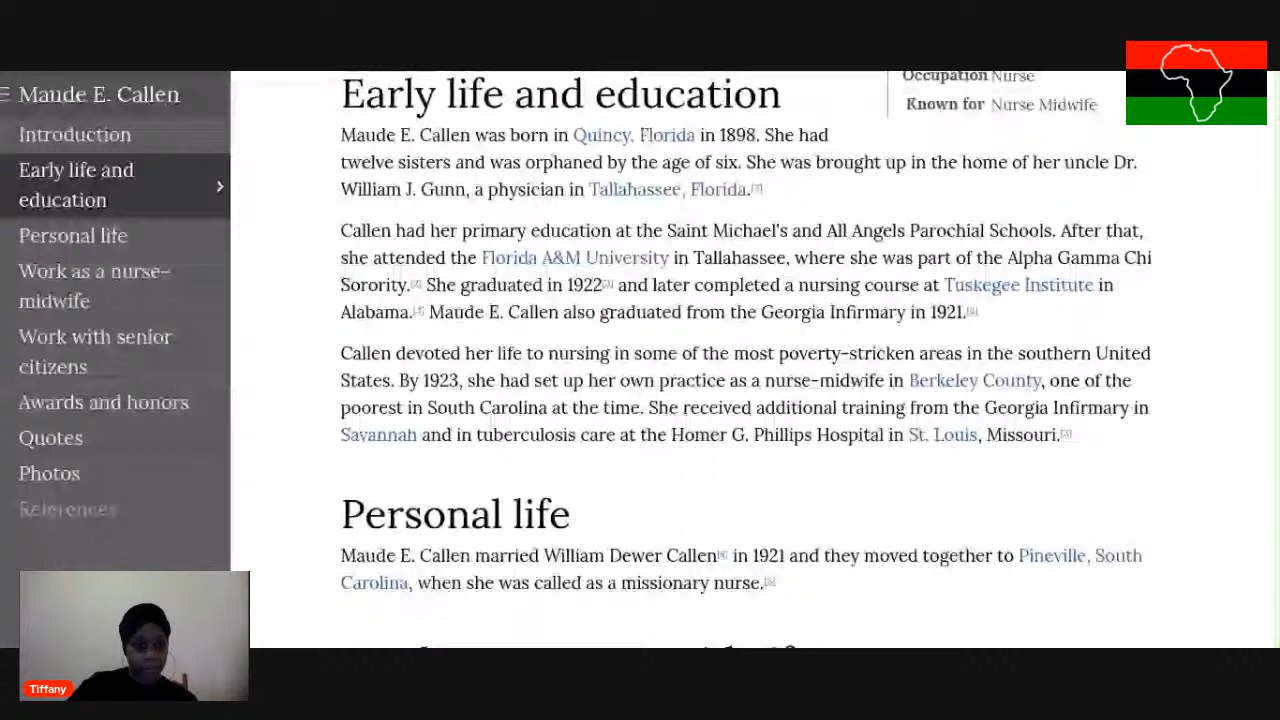 Maude E. Callen
Introduction
Early life and
education
Personal life
Work as a nurse-
midwife
Work with senior
citizens
Awards and honors
Quotes
Photos
References
Occupation Nurse
Known for Nurse Midwife
Early life and education
Maude E. Callen was born in Quincy, Florida in 1898. She had
twelve sisters and was orphaned by the age of six. She was brought up in the home of her uncle Dr.
William J. Gunn, a physician in Tallahassee, Florida.
Callen had her primary education at the Saint Michael's and All Angels Parochial Schools. After that,
she attended the Florida A&M University in Tallahassee, where she was part of the Alpha Gamma Chi
Sorority. She graduated in 1922 and later completed a nursing course at Tuskegee Institute in
Alabama. Maude E. Callen also graduated from the Georgia Infirmary in 1921.
Callen devoted her life to nursing in some of the most poverty-stricken areas in the southern United
States. By 1923, she had set up her own practice as a nurse-midwife in Berkeley County, one of the
poorest in South Carolina at the time. She received additional training from the Georgia Infirmary in
Savannah and in tuberculosis care at the Homer G. Phillips Hospital in St. Louis, Missouri.
Personal life
Maude E. Callen married William Dewer Callen in 1921 and they moved together to Pineville, South
Carolina, when she was called as a missionary nurse.
Tiffany